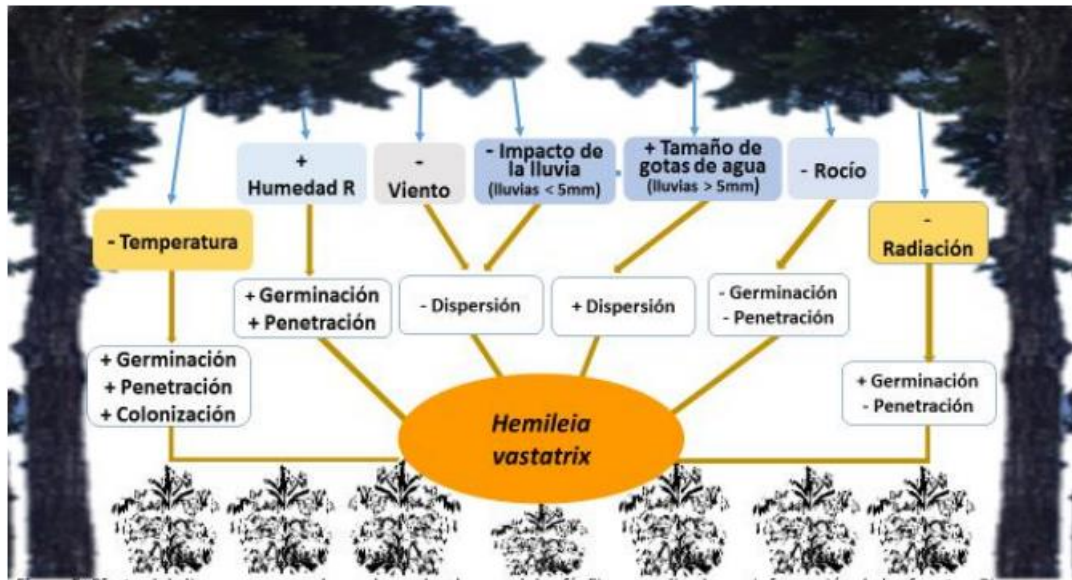 +
Humedad R
-
Viento
- Impacto de
la lluvia
(lluvias < 5mm)
+ Tamaño de
gotas de agua
(lluvias > 5mm)
- Rocío
- Temperatura
-
Radiación
+ Germinación
+ Penetración
- Dispersión
+ Dispersión
- Germinación
- Penetración
+ Germinación
+ Penetración
+ Colonización
+ Germinación
- Penetración
Hemileia
vastatrix